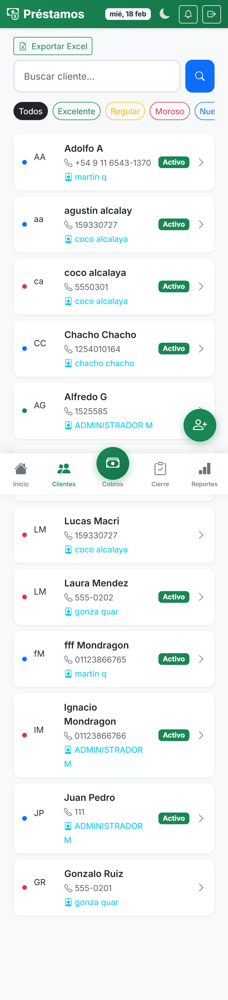 Préstamos
mié, 18 feb
Exportar Excel
Buscar cliente...
Todos
Excelente
Regular
Moroso
Nue
AA
Adolfo A
+54 9 11 6543-1370
martin q
Activo
aa
agustín alcalay
159330727
coco alcalaya
Activo
ca
coco alcalaya
5550301
coco alcalaya
Activo
CC
Chacho Chacho
1254010164
chacho chacho
Activo
AG
Alfredo G
1525585
ADMINISTRADOR M
Inicio
Clientes
Cobros
Cierre
Reportes
LM
Lucas Macri
159330727
coco alcalaya
LM
Laura Mendez
555-0202
gonza quar
Activo
fM
fff Mondragon
01123866765
martin q
Activo
IM
Ignacio
Mondragon
01123866766
ADMINISTRADOR
M
Activo
JP
Juan Pedro
111
ADMINISTRADOR
M
Activo
GR
Gonzalo Ruiz
555-0201
gonza quar